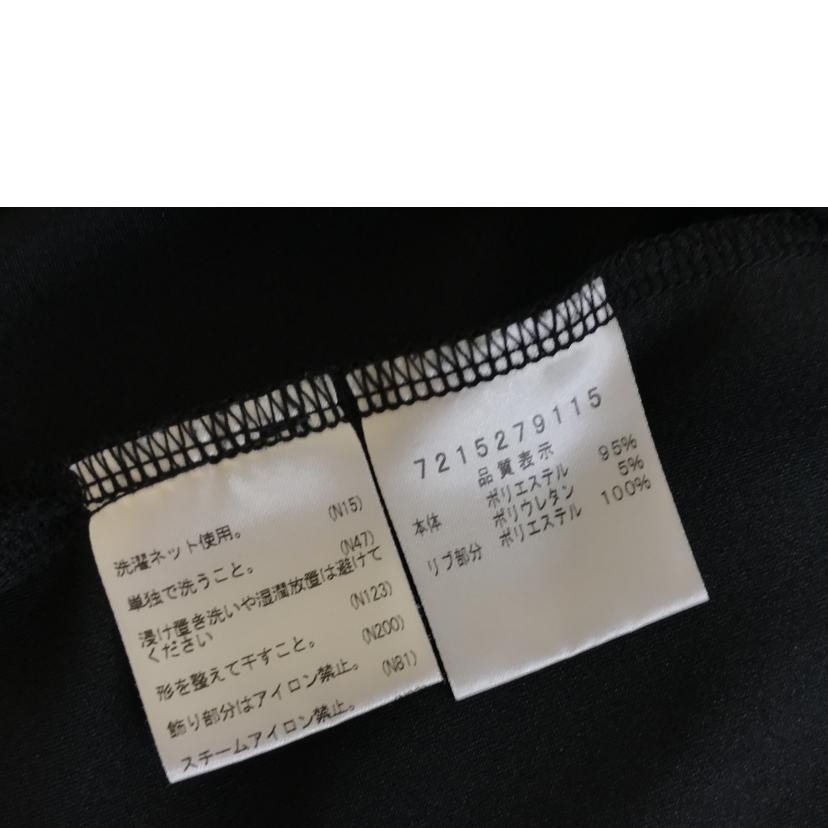 洗濯ネット使用。
(N15)
単独で洗うこと。
(N47)
浸け置き洗いや湿潤放置は避けて
ください
(N123)
形を整えて干すこと。
(N200)
飾り部分はアイロン禁止。
(N81)
スチームアイロン禁止。
7215279115
品質表示
本体 ポリエステル 95%
ポリウレタン 5%
リブ部分 ポリエステル 100%